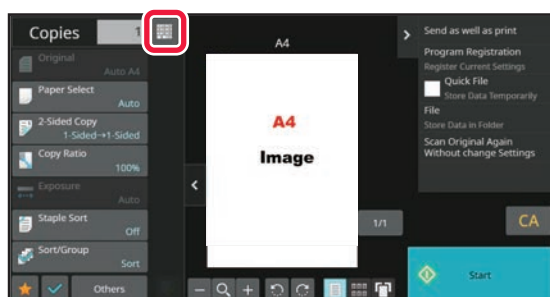 Copies 1
Original
Auto A4
Paper Select
Auto
2-Sided Copy
1-Sided→1-Sided
Copy Ratio
100%
Exposure
Auto
Staple Sort
Off
Sort/Group
Sort
Others
A4
A4
Image
1/1
Send as well as print
Program Registration
Register Current Settings
Quick File
Store Data Temporarily
File
Store Data in Folder
Scan Original Again
Without change Settings
CA
Start